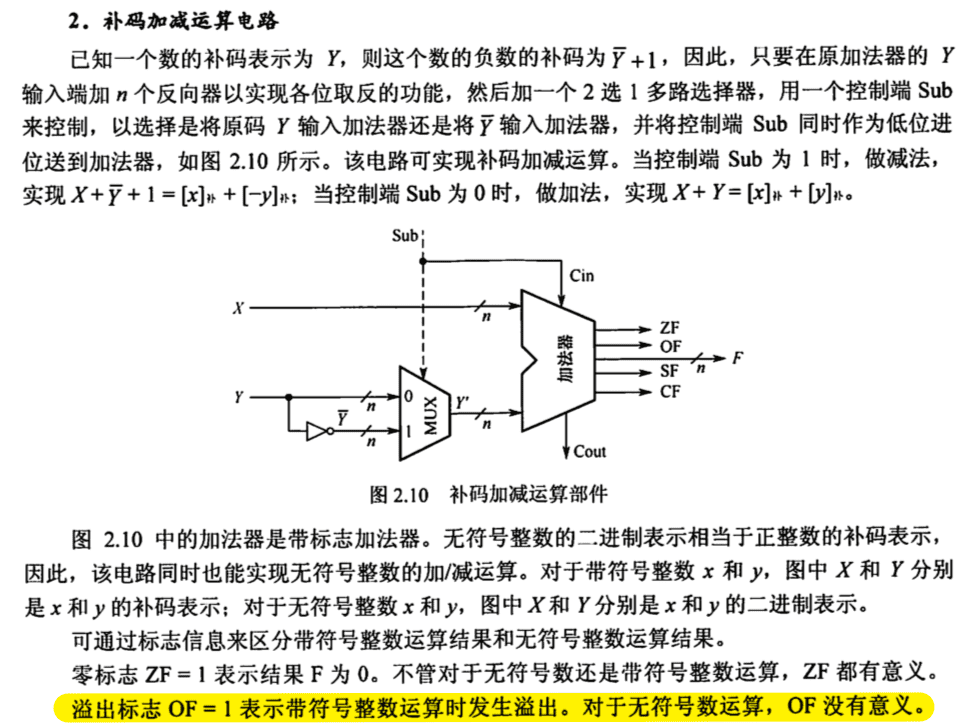 2．补码加减运算电路
已知一个数的补码表示为 Y，则这个数的负数的补码为 Y̅ +1，因此，只要在原加法器的 Y
输入端加 n 个反向器以实现各位取反的功能，然后加一个 2 选 1 多路选择器，用一个控制端 Sub
来控制，以选择是将原码 Y 输入加法器还是将 Y̅ 输入加法器，并将控制端 Sub 同时作为低位进
位送到加法器，如图 2.10 所示。该电路可实现补码加减运算。当控制端 Sub 为 1 时，做减法，
实现 X + Y̅ + 1 = [x]补 + [−y]补；当控制端 Sub 为 0 时，做加法，实现 X + Y = [x]补 + [y]补。
Sub
Cin
X
n
ZF
OF
加法器
n
F
SF
CF
Y
n
0
Y̅
n
1
MUX
Y'
n
Cout
图 2.10 补码加减运算部件
图 2.10 中的加法器是带标志加法器。无符号整数的二进制表示相当于正整数的补码表示，
因此，该电路同时也能实现无符号整数的加/减运算。对于带符号整数 x 和 y，图中 X 和 Y 分别
是 x 和 y 的补码表示；对于无符号整数 x 和 y，图中 X 和 Y 分别是 x 和 y 的二进制表示。
可通过标志信息来区分带符号整数运算结果和无符号整数运算结果。
零标志 ZF = 1 表示结果 F 为 0。不管对于无符号数还是带符号整数运算，ZF 都有意义。
溢出标志 OF = 1 表示带符号整数运算时发生溢出。对于无符号数运算，OF 没有意义。